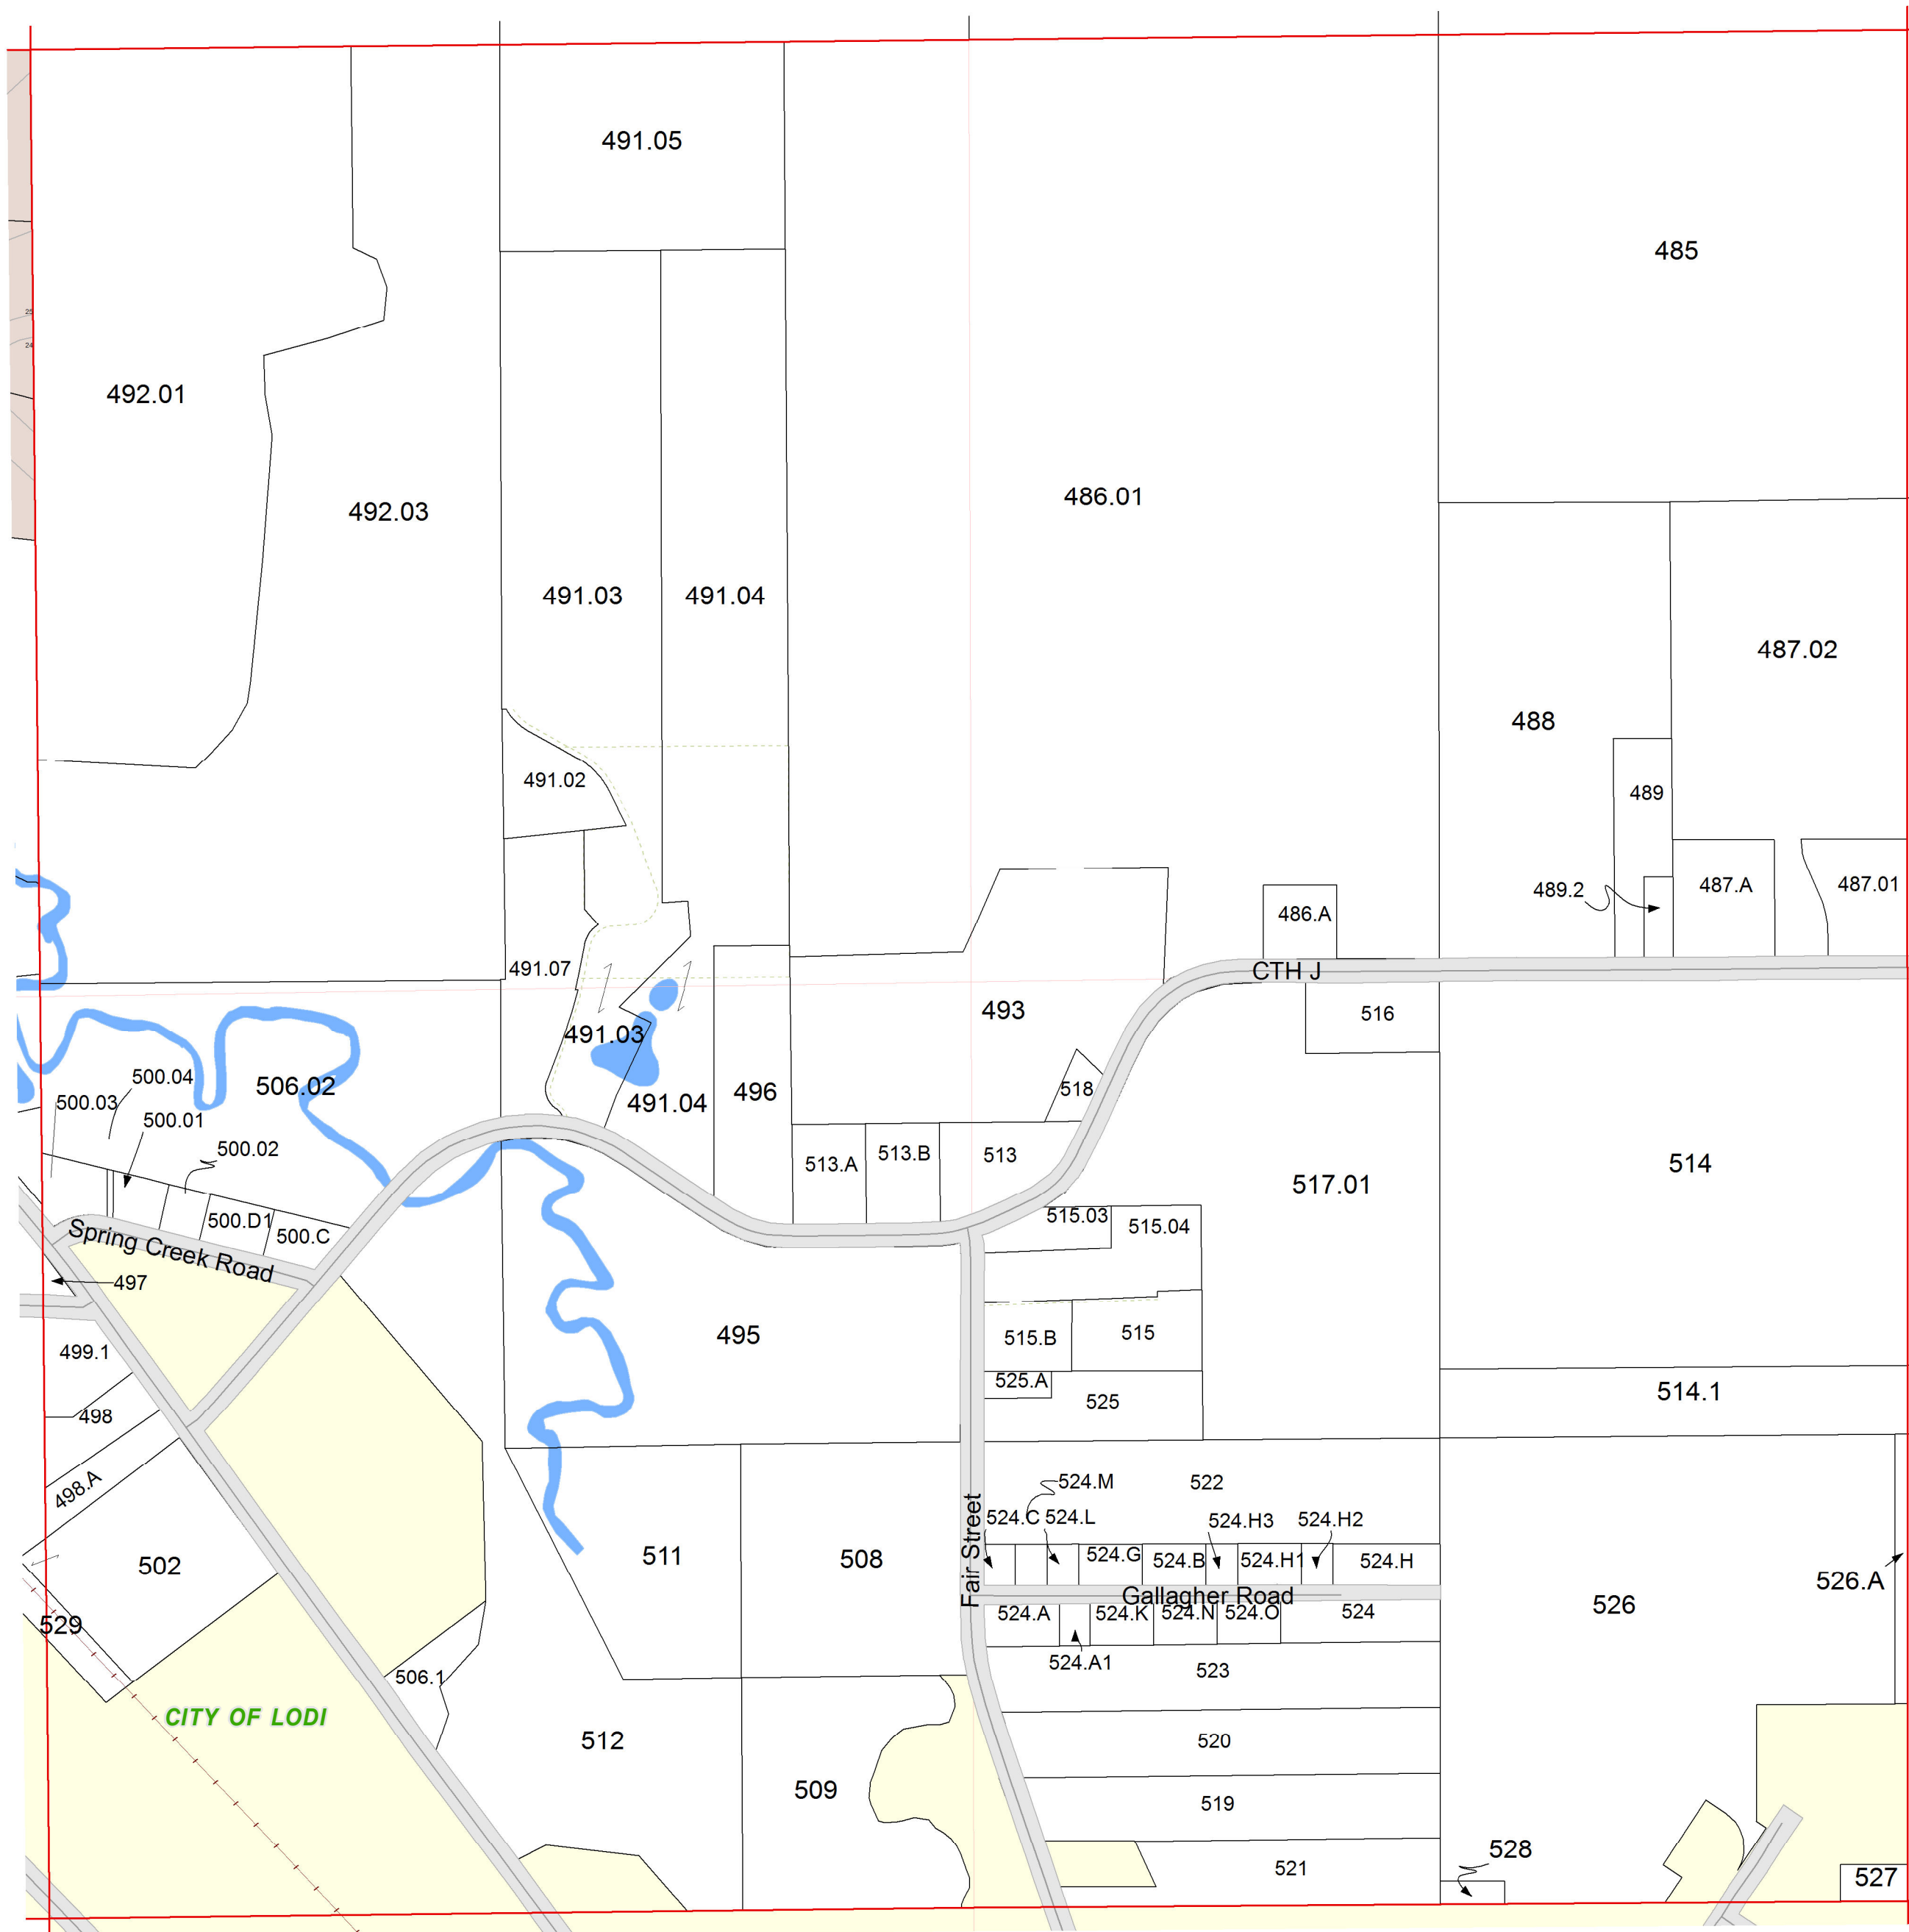 491.05
485
25
24
492.01
486.01
492.03
491.03
491.04
487.02
488
491.02
489
489.2
487.A
487.01
486.A
491.07
CTH J
493
516
491.03
500.04
506.02
518
496
500.03
491.04
500.01
500.02
513.A
513.B
513
514
517.01
500.D1
500.C
515.03
515.04
Spring Creek Road
497
495
515.B
515
499.1
525.A
525
514.1
498
498.A
524.M
522
524.C
524.L
524.H3
524.H2
Fair Street
502
511
508
524.G
524.B
524.H1
524.H
526.A
Gallagher Road
526
529
524.A
524.K
524.N
524.O
524
524.A1
523
506.1
CITY OF LODI
512
520
509
519
528
521
527